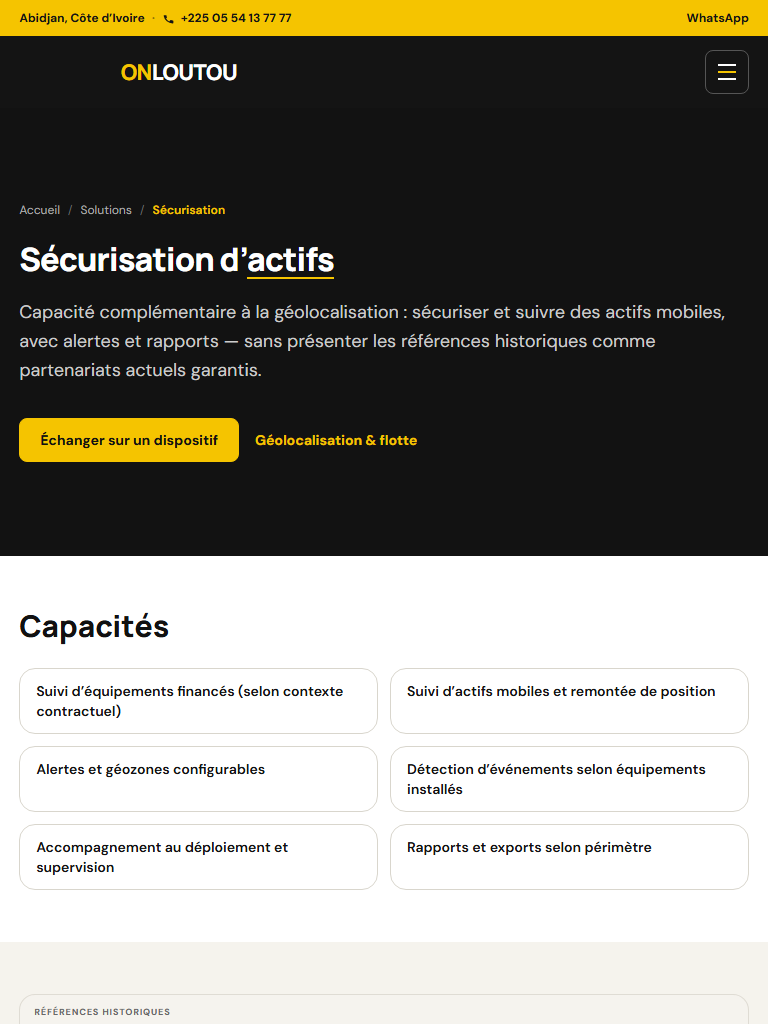 Abidjan, Côte d’Ivoire · +225 05 54 13 77 77 WhatsApp
ONLOUTOU
Accueil / Solutions / Sécurisation
Sécurisation d’actifs
Capacité complémentaire à la géolocalisation : sécuriser et suivre des actifs mobiles,
avec alertes et rapports — sans présenter les références historiques comme
partenariats actuels garantis.
Échanger sur un dispositif Géolocalisation & flotte
Capacités
Suivi d’équipements financés (selon contexte
contractuel)
Suivi d’actifs mobiles et remontée de position
Alertes et géozones configurables
Détection d’événements selon équipements
installés
Accompagnement au déploiement et
supervision
Rapports et exports selon périmètre
RÉFÉRENCES HISTORIQUES